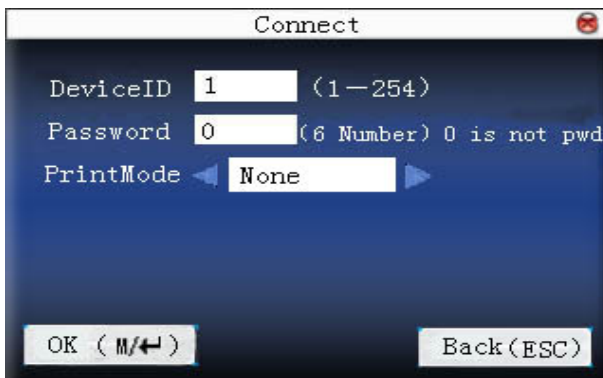 Connect
DeviceID 1 (1—254)
Password 0 (6 Number) 0 is not pwd
PrintMode None
OK (M/↵) Back(ESC)